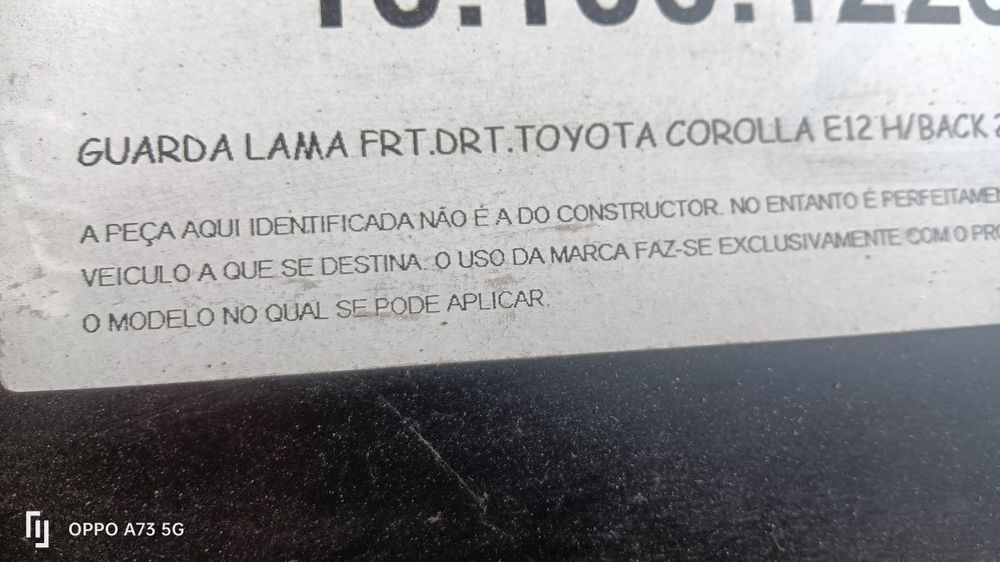 GUARDA LAMA FRT.DRT.TOYOTA COROLLA E12 H/BACK
A PEÇA AQUI IDENTIFICADA NÃO É A DO CONSTRUCTOR. NO ENTANTO É
VEICULO A QUE SE DESTINA. O USO DA MARCA FAZ-SE EXCLUSIVAMENTE COM O
O MODELO NO QUAL SE PODE APLICAR.
OPPO A73 5G